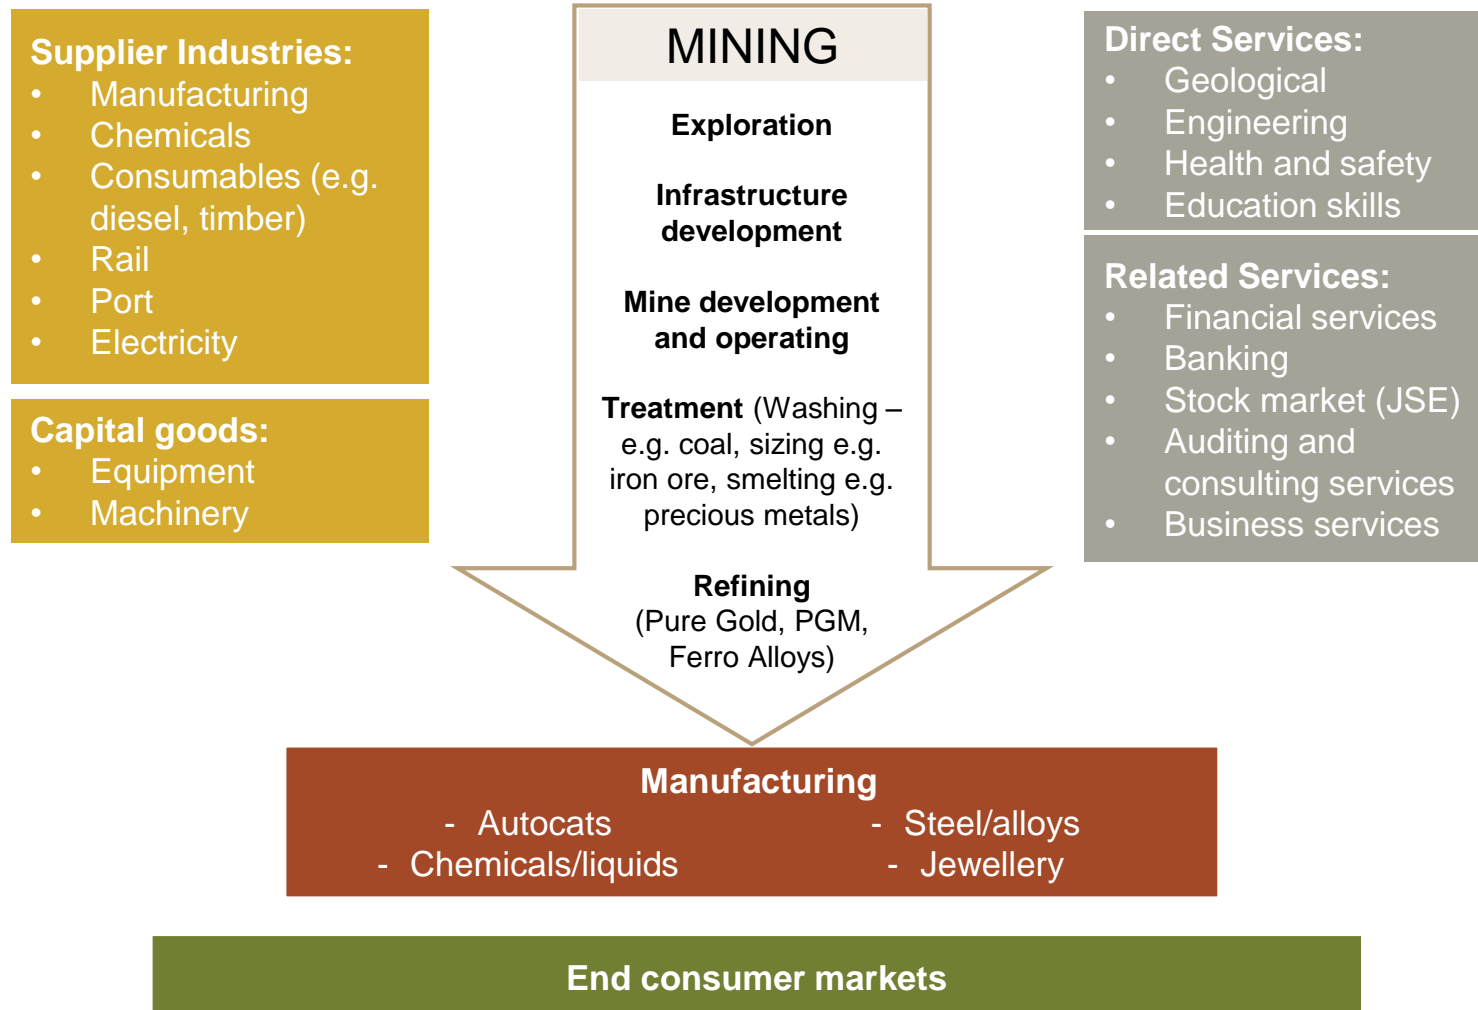 Supplier Industries:
• Manufacturing
• Chemicals
• Consumables (e.g.
diesel, timber)
• Rail
• Port
• Electricity
Capital goods:
• Equipment
• Machinery
MINING
Exploration
Infrastructure
development
Mine development
and operating
Treatment (Washing –
e.g. coal, sizing e.g.
iron ore, smelting e.g.
precious metals)
Refining
(Pure Gold, PGM,
Ferro Alloys)
Direct Services:
• Geological
• Engineering
• Health and safety
• Education skills
Related Services:
• Financial services
• Banking
• Stock market (JSE)
• Auditing and
consulting services
• Business services
Manufacturing
- Autocats
- Chemicals/liquids
- Steel/alloys
- Jewellery
End consumer markets